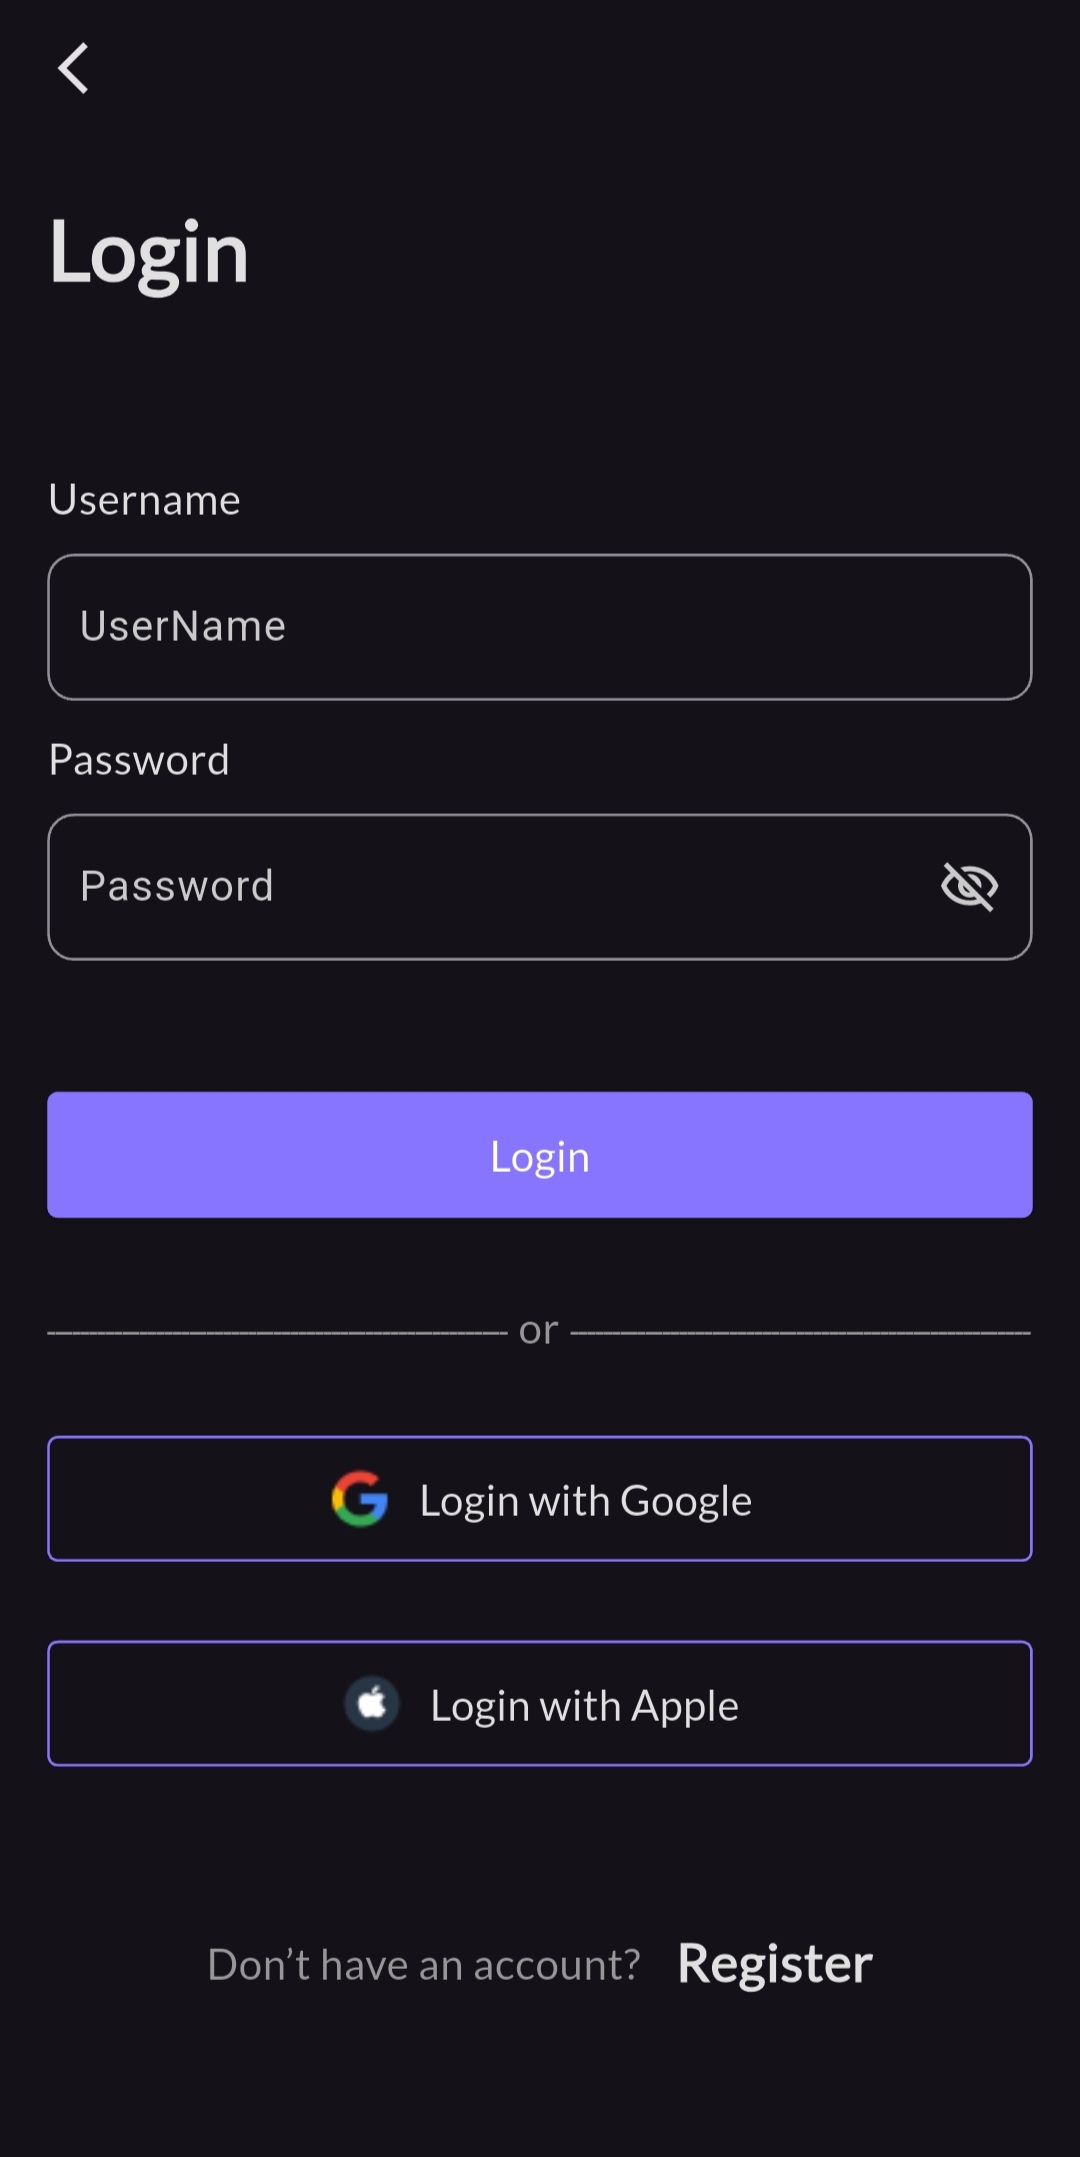 Login
Username
UserName
Password
Password
Login
or
Login with Google
Login with Apple
Don’t have an account? Register